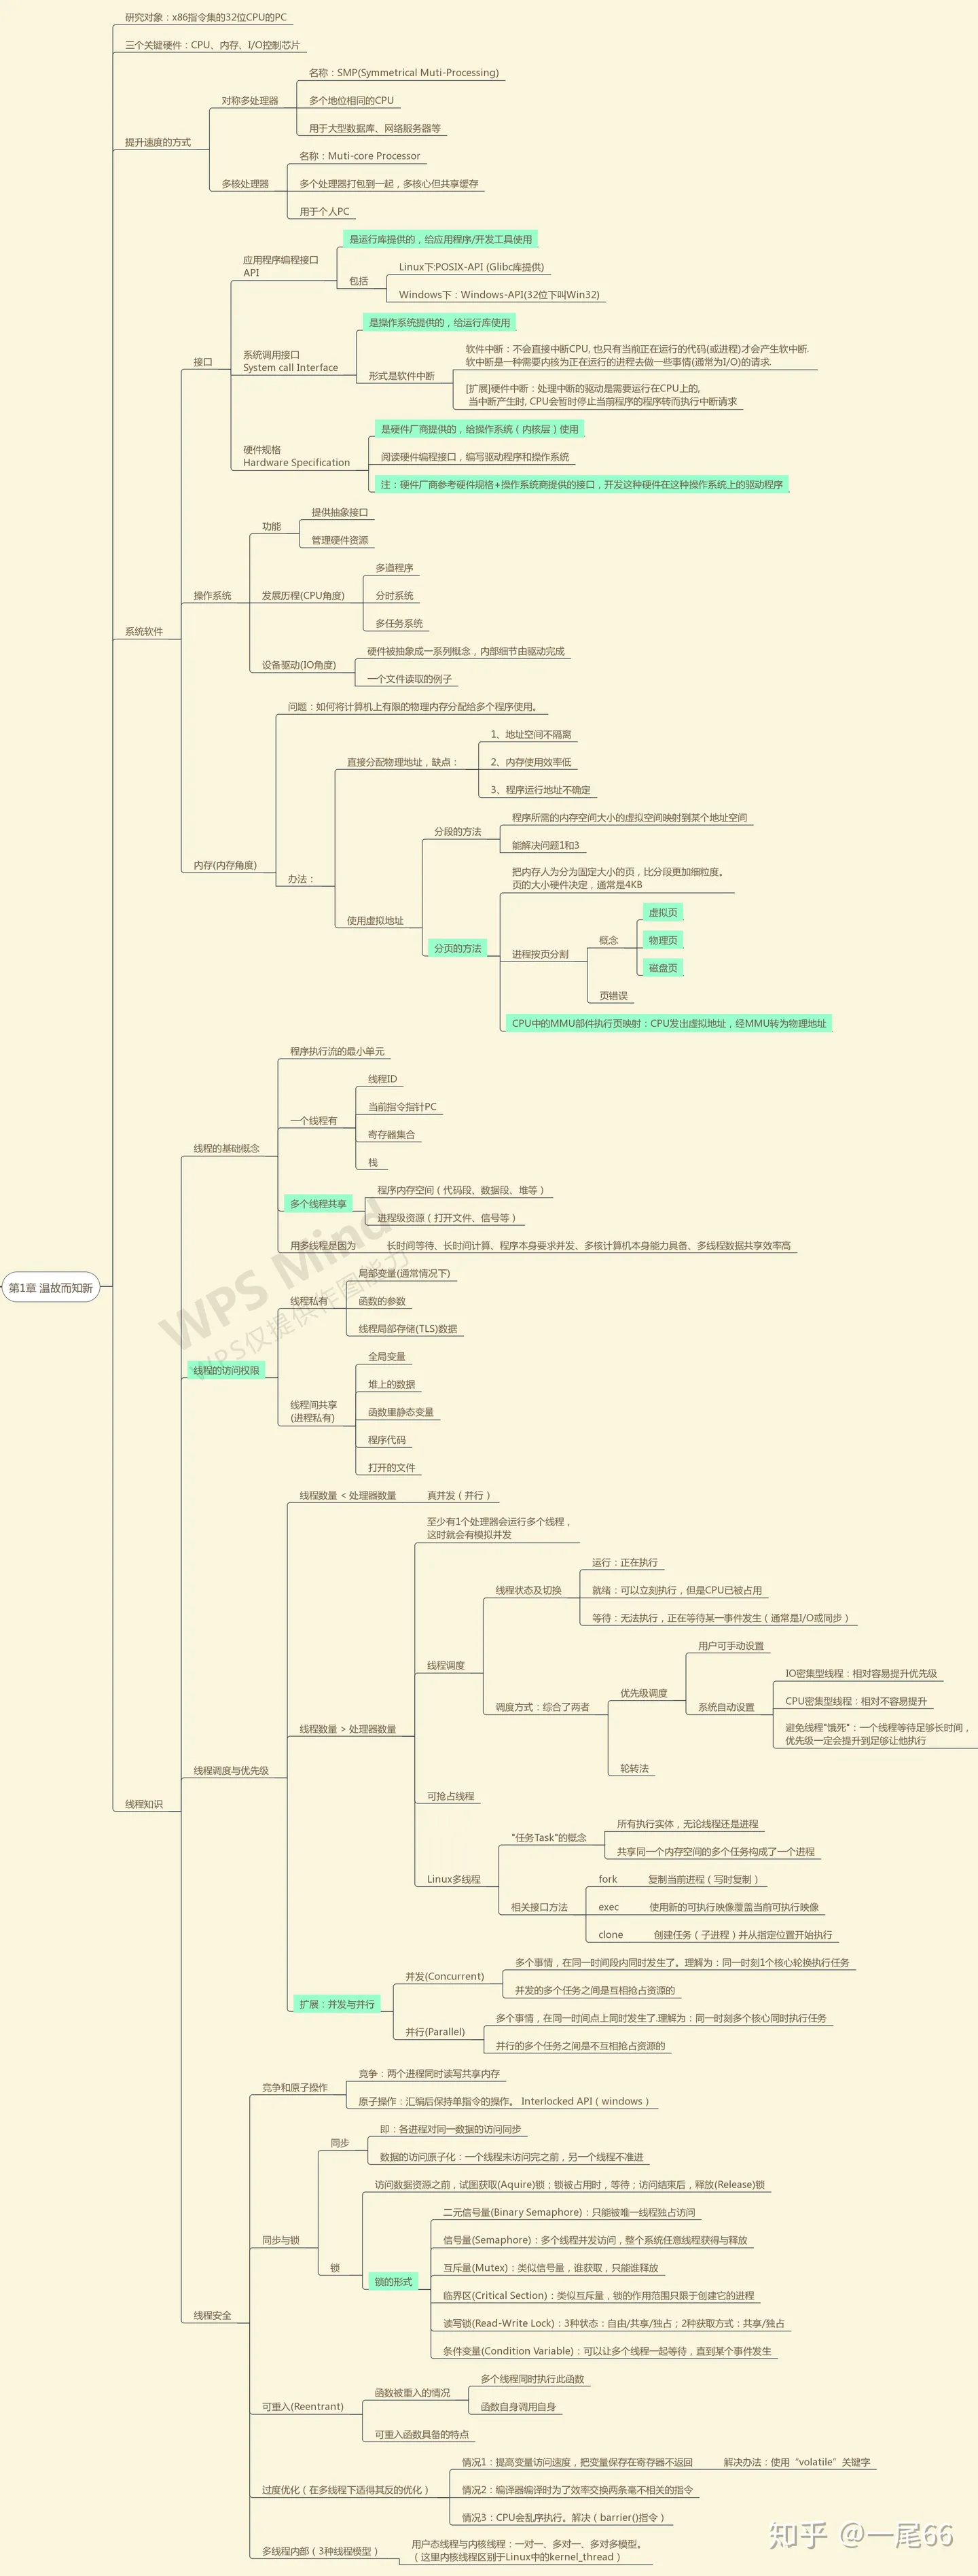 研究对象：x86指令集的32位CPU的PC
三个关键硬件：CPU、内存、I/O控制芯片
提升速度的方式
对称多处理器
名称：SMP(Symmetrical Muti-Processing)
多个地位相同的CPU
用于大型数据库、网络服务器等
多核处理器
名称：Muti-core Processor
多个处理器打包到一起，多核心但共享缓存
用于个人PC
系统软件
接口
应用程序编程接口
API
是运行库提供的，给应用程序/开发工具使用
包括
Linux下:POSIX-API (Glibc库提供)
Windows下：Windows-API(32位下叫Win32)
系统调用接口
System call Interface
是操作系统提供的，给运行库使用
形式是软件中断
软件中断：不会直接中断CPU, 也只有当前正在运行的代码(或进程)才会产生软中断.
软中断是一种需要内核为正在运行的进程去做一些事情(通常为I/O)的请求.
[扩展]硬件中断：处理中断的驱动是需要运行在CPU上的,
当中断产生时, CPU会暂时停止当前程序的程序转而执行中断请求
硬件规格
Hardware Specification
是硬件厂商提供的，给操作系统（内核层）使用
阅读硬件编程接口，编写驱动程序和操作系统
注：硬件厂商参考硬件规格+操作系统商提供的接口，开发这种硬件在这种操作系统上的驱动程序
操作系统
功能
提供抽象接口
管理硬件资源
发展历程(CPU角度)
多道程序
分时系统
多任务系统
设备驱动(IO角度)
硬件被抽象成一系列概念，内部细节由驱动完成
一个文件读取的例子
内存(内存角度)
问题：如何将计算机上有限的物理内存分配给多个程序使用。
办法：
直接分配物理地址，缺点：
1、地址空间不隔离
2、内存使用效率低
3、程序运行地址不确定
使用虚拟地址
分段的方法
程序所需的内存空间大小的虚拟空间映射到某个地址空间
能解决问题1和3
分页的方法
把内存人为分为固定大小的页，比分段更加细粒度。
页的大小硬件决定，通常是4KB
进程按页分割
概念
虚拟页
物理页
磁盘页
页错误
CPU中的MMU部件执行页映射：CPU发出虚拟地址，经MMU转为物理地址
第1章 温故而知新
线程知识
线程的基础概念
程序执行流的最小单元
一个线程有
线程ID
当前指令指针PC
寄存器集合
栈
多个线程共享
程序内存空间（代码段、数据段、堆等）
进程级资源（打开文件、信号等）
用多线程是因为
长时间等待、长时间计算、程序本身要求并发、多核计算机本身能力具备、多线程数据共享效率高
线程的访问权限
线程私有
局部变量(通常情况下)
函数的参数
线程局部存储(TLS)数据
线程间共享
(进程私有)
全局变量
堆上的数据
函数里静态变量
程序代码
打开的文件
WPS Mind
WPS仅提供作图能力
线程调度与优先级
线程数量 < 处理器数量
真并发（并行）
线程数量 > 处理器数量
至少有1个处理器会运行多个线程，
这时就会有模拟并发
线程调度
线程状态及切换
运行：正在执行
就绪：可以立刻执行，但是CPU已被占用
等待：无法执行，正在等待某一事件发生（通常是I/O或同步）
调度方式：综合了两者
优先级调度
用户可手动设置
系统自动设置
IO密集型线程：相对容易提升优先级
CPU密集型线程：相对不容易提升
避免线程"饿死"：一个线程等待足够长时间，
优先级一定会提升到足够让他执行
轮转法
可抢占线程
Linux多线程
"任务Task"的概念
所有执行实体，无论线程还是进程
共享同一个内存空间的多个任务构成了一个进程
相关接口方法
fork
复制当前进程（写时复制）
exec
使用新的可执行映像覆盖当前可执行映像
clone
创建任务（子进程）并从指定位置开始执行
扩展：并发与并行
并发(Concurrent)
多个事情，在同一时间段内同时发生了。理解为：同一时刻1个核心轮换执行任务
并发的多个任务之间是互相抢占资源的
并行(Parallel)
多个事情，在同一时间点上同时发生了.理解为：同一时刻多个核心同时执行任务
并行的多个任务之间是不互相抢占资源的
线程安全
竞争和原子操作
竞争：两个进程同时读写共享内存
原子操作：汇编后保持单指令的操作。 Interlocked API（windows）
同步与锁
同步
即：各进程对同一数据的访问同步
数据的访问原子化：一个线程未访问完之前，另一个线程不准进
锁
访问数据资源之前，试图获取(Aquire)锁；锁被占用时，等待；访问结束后，释放(Release)锁
锁的形式
二元信号量(Binary Semaphore)：只能被唯一线程独占访问
信号量(Semaphore)：多个线程并发访问，整个系统任意线程获得与释放
互斥量(Mutex)：类似信号量，谁获取，只能谁释放
临界区(Critical Section)：类似互斥量，锁的作用范围只限于创建它的进程
读写锁(Read-Write Lock)：3种状态：自由/共享/独占；2种获取方式：共享/独占
条件变量(Condition Variable)：可以让多个线程一起等待，直到某个事件发生
可重入(Reentrant)
函数被重入的情况
多个线程同时执行此函数
函数自身调用自身
可重入函数具备的特点
过度优化（在多线程下适得其反的优化）
情况1：提高变量访问速度，把变量保存在寄存器不返回
解决办法：使用“volatile”关键字
情况2：编译器编译时为了效率交换两条毫不相关的指令
情况3：CPU会乱序执行。解决（barrier()指令）
多线程内部（3种线程模型）
用户态线程与内核线程：一对一、多对一、多对多模型。
（这里内核线程区别于Linux中的kernel_thread）
知乎 @一尾66